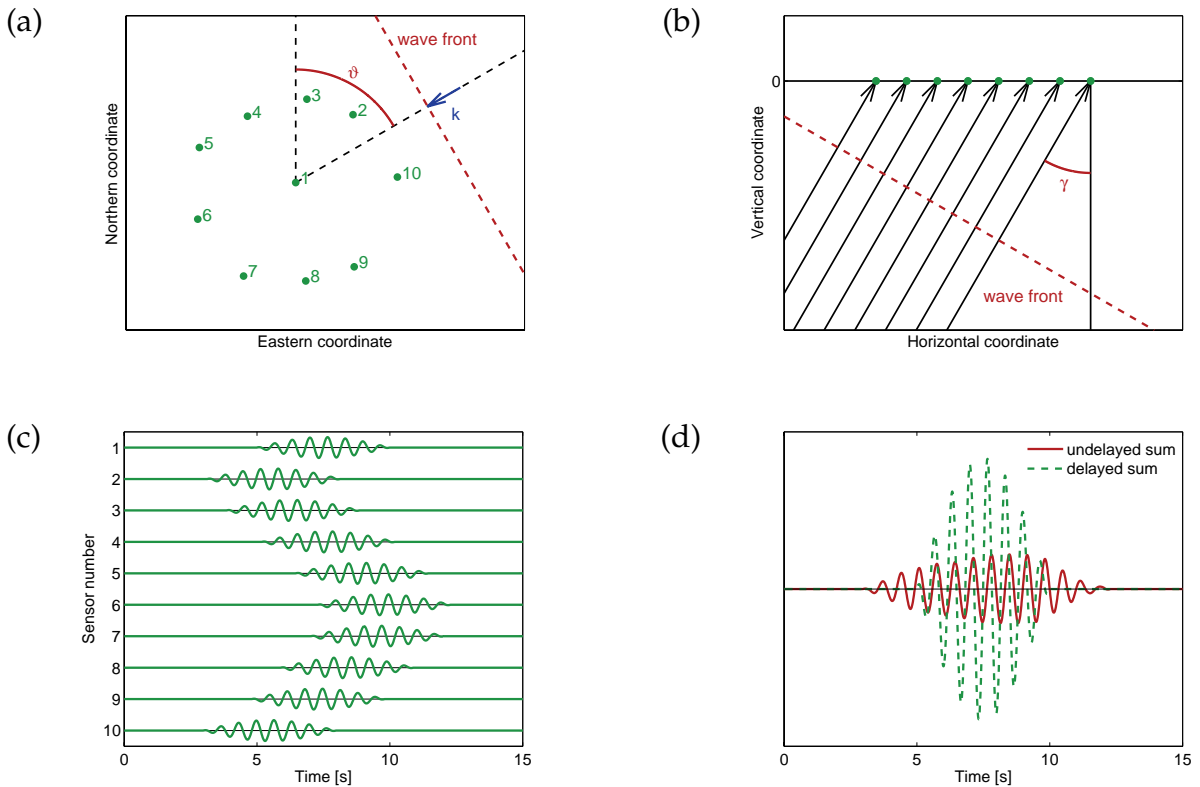 (a)
Northern coordinate
Eastern coordinate
wave front
ϑ
k
1
2
3
4
5
6
7
8
9
10
(b)
Vertical coordinate
0
Horizontal coordinate
wave front
γ
(c)
Sensor number
1
2
3
4
5
6
7
8
9
10
0
5
10
15
Time [s]
(d)
undelayed sum
delayed sum
0
5
10
15
Time [s]